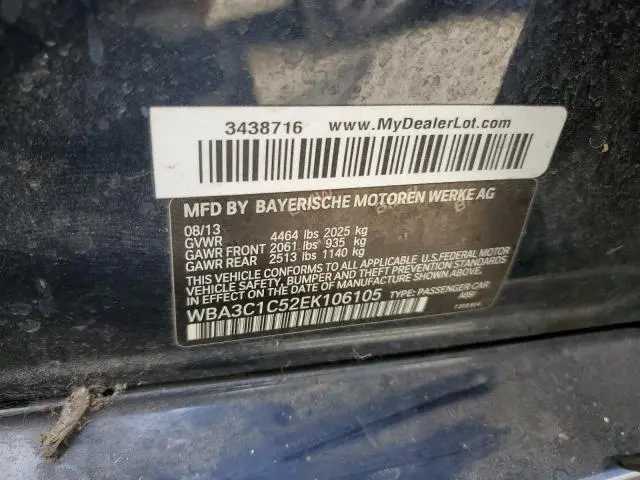 3438716 www.MyDealerLot.com
MFD BY BAYERISCHE MOTOREN WERKE AG
08/13
GVWR 4464 lbs 2025 kg
GAWR FRONT 2061 lbs 935 kg
GAWR REAR 2513 lbs 1140 kg
THIS VEHICLE CONFORMS TO ALL APPLICABLE U.S.FEDERAL MOTOR
VEHICLE SAFETY, BUMPER AND THEFT PREVENTION STANDARDS
IN EFFECT ON THE DATE OF MANUFACTURE SHOWN ABOVE.
WBA3C1C52EK106105 TYPE: PASSENGER CAR